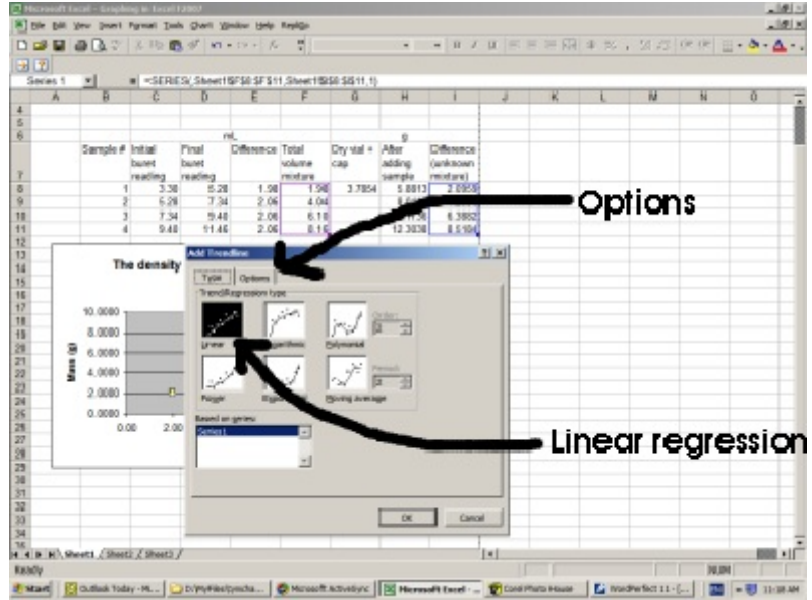 Microsoft Excel - Graphing in Excel F2007
File Edit View Insert Format Tools Chart Window Help RepliGo
Series 1 =SERIES(,Sheet1!$F$8:$F$11,Sheet1!$I$8:$I$11,1)
A B C D E F G H I J K L M N O
mL g
Sample # Initial buret reading Final buret reading Difference Total volume mixture Dry vial + cap After adding sample Difference (unknown mixture)
1 3.30 5.28 1.98 1.98 3.7854 5.8813 2.0959
2 5.28 7.34 2.06 4.04
3 7.34 9.40 2.06 6.10 6.3882
4 9.40 11.46 2.06 8.16 12.3038 8.5184
Options
The density
10.0000
8.0000
6.0000
4.0000
2.0000
0.0000
Mass (g)
0.00 2.00
Add Trendline
Type Options
Trend/Regression type
Linear Logarithmic Polynomial Order: 2
Power Moving Average Period: 2
Based on series:
Series1
Linear regression
OK Cancel
Sheet1 Sheet2 Sheet3
Ready NUM
Start Outlook Today - M... Microsoft ActiveSync Microsoft Excel - ... Corel Photo House WordPerfect 11 - [... 11:18 AM